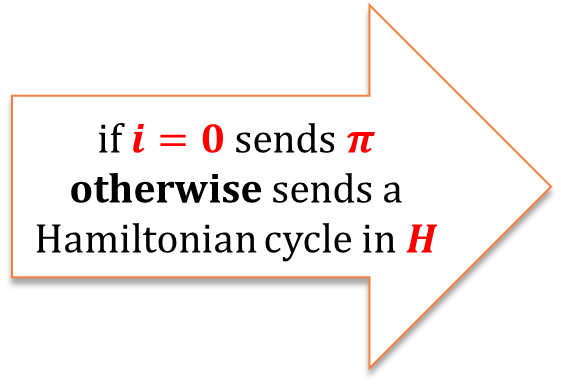 if i = 0 sends π
otherwise sends a
Hamiltonian cycle in H